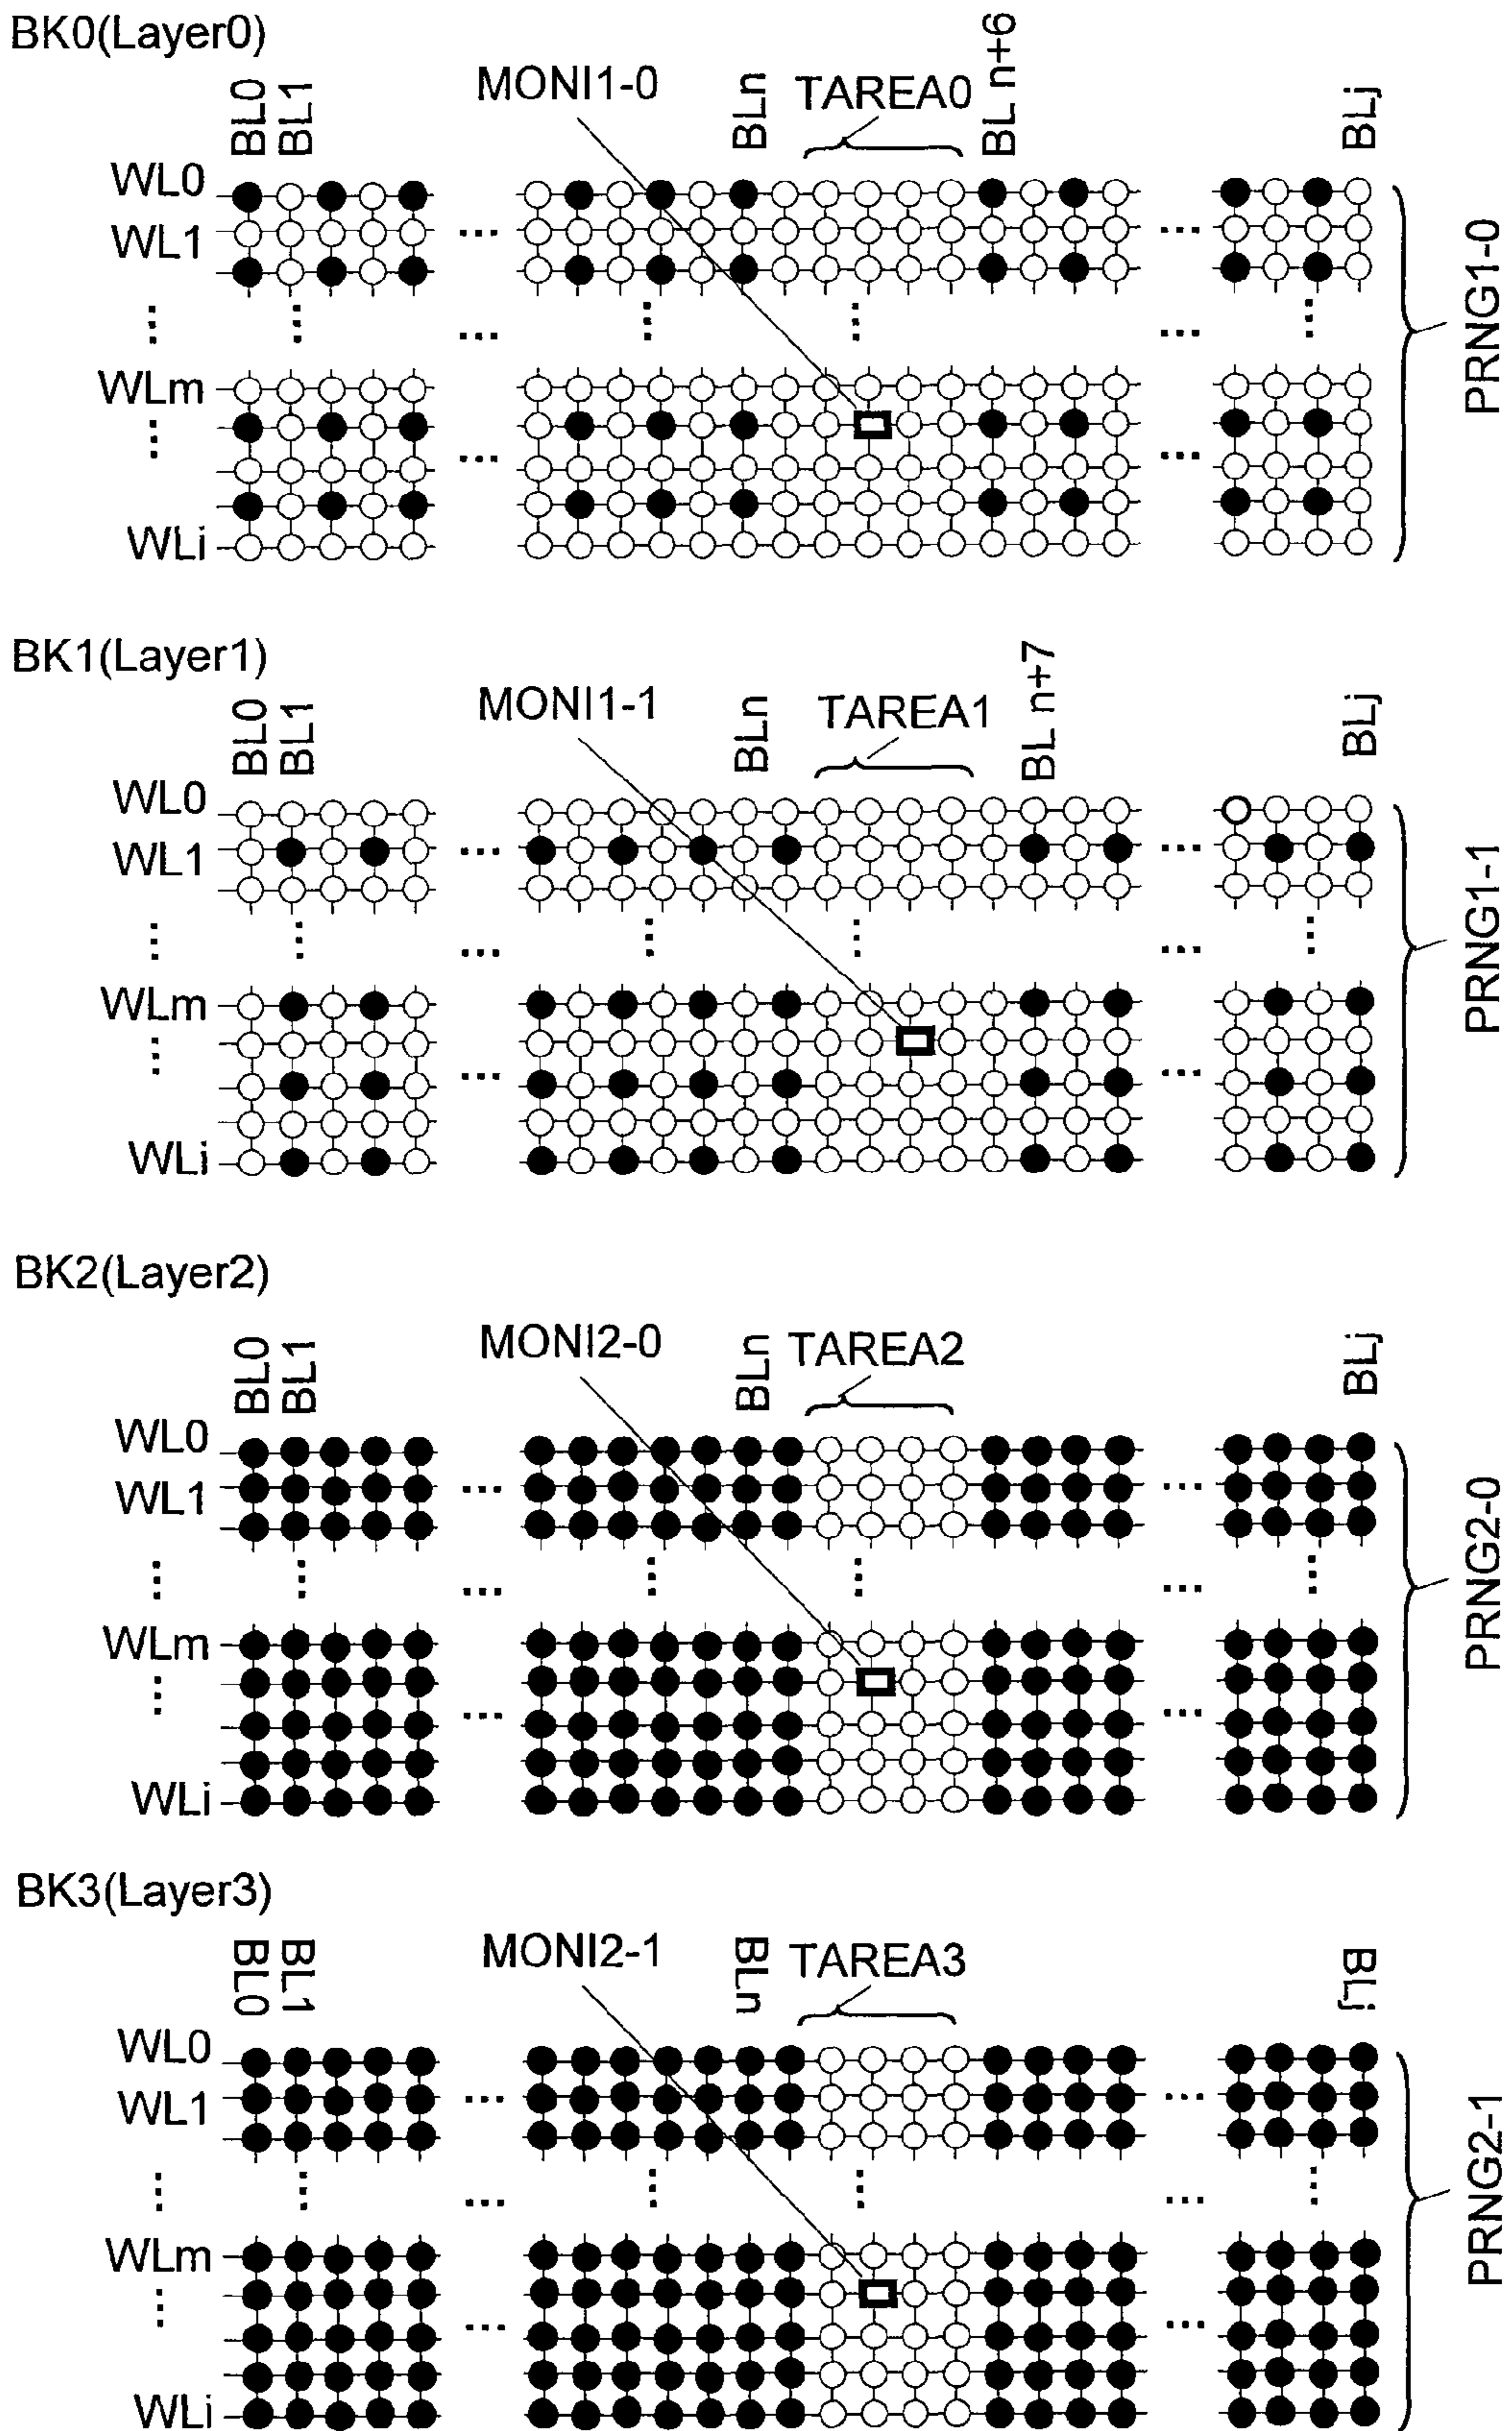 BK0(Layer0)
BL0
BL1
MONI1-0
BLn
TAREA0
BL n+6
BLj
WL0
WL1
...
WLm
...
WLi
PRNG1-0
BK1(Layer1)
BL0
BL1
MONI1-1
BLn
TAREA1
BL n+7
BLj
WL0
WL1
...
WLm
...
WLi
PRNG1-1
BK2(Layer2)
BL0
BL1
MONI2-0
BLn
TAREA2
BLj
WL0
WL1
...
WLm
...
WLi
PRNG2-0
BK3(Layer3)
BL0
BL1
MONI2-1
BLn
TAREA3
BLj
WL0
WL1
...
WLm
...
WLi
PRNG2-1